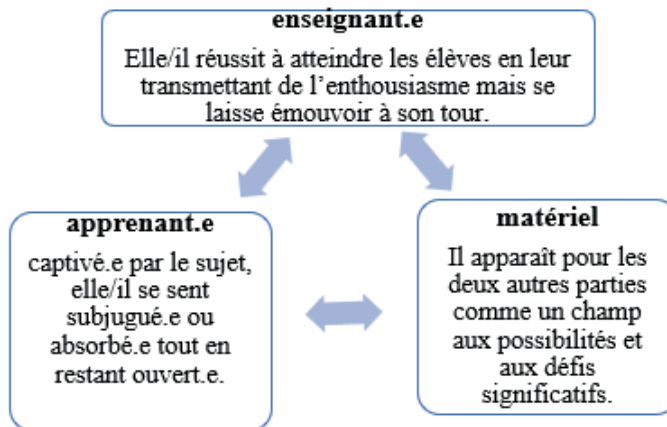 enseignant.e
Elle/il réussit à atteindre les élèves en leur
transmettant de l’enthousiasme mais se
laisse émouvoir à son tour.
apprenant.e
captivé.e par le sujet,
elle/il se sent
subjugué.e ou
absorbé.e tout en
restant ouvert.e.
matériel
Il apparaît pour les
deux autres parties
comme un champ
aux possibilités et
aux défis
significatifs.